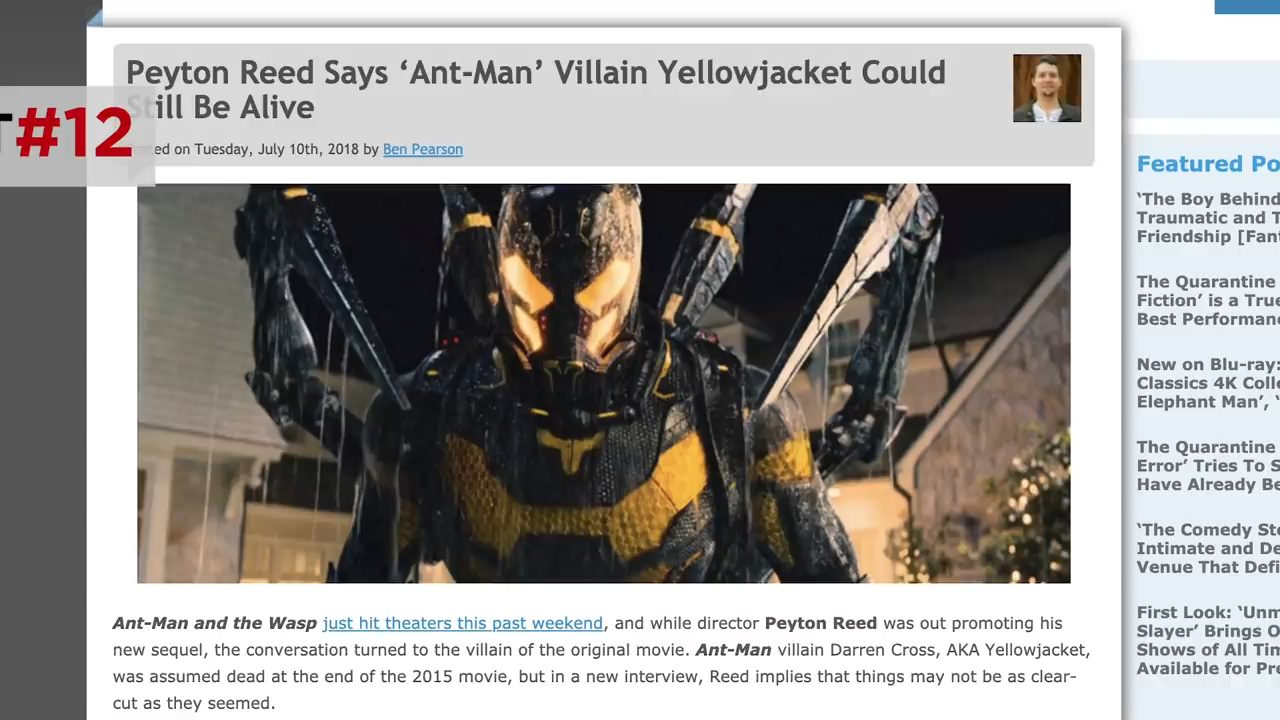 Peyton Reed Says ‘Ant-Man’ Villain Yellowjacket Could
Still Be Alive
#12
on Tuesday, July 10th, 2018 by Ben Pearson
Ant-Man and the Wasp just hit theaters this past weekend, and while director Peyton Reed was out promoting his
new sequel, the conversation turned to the villain of the original movie. Ant-Man villain Darren Cross, AKA Yellowjacket,
was assumed dead at the end of the 2015 movie, but in a new interview, Reed implies that things may not be as clear-
cut as they seemed.
Featured Po
‘The Boy Behind
Traumatic and T
Friendship [Fan
The Quarantine
Fiction’ is a True
Best Performan
New on Blu-ray:
Classics 4K Coll
Elephant Man’, ‘
The Quarantine
Error’ Tries To S
Have Already Be
‘The Comedy Sto
Intimate and De
Venue That Defi
First Look: ‘Unm
Slayer’ Brings O
Shows of All Tim
Available for Pre